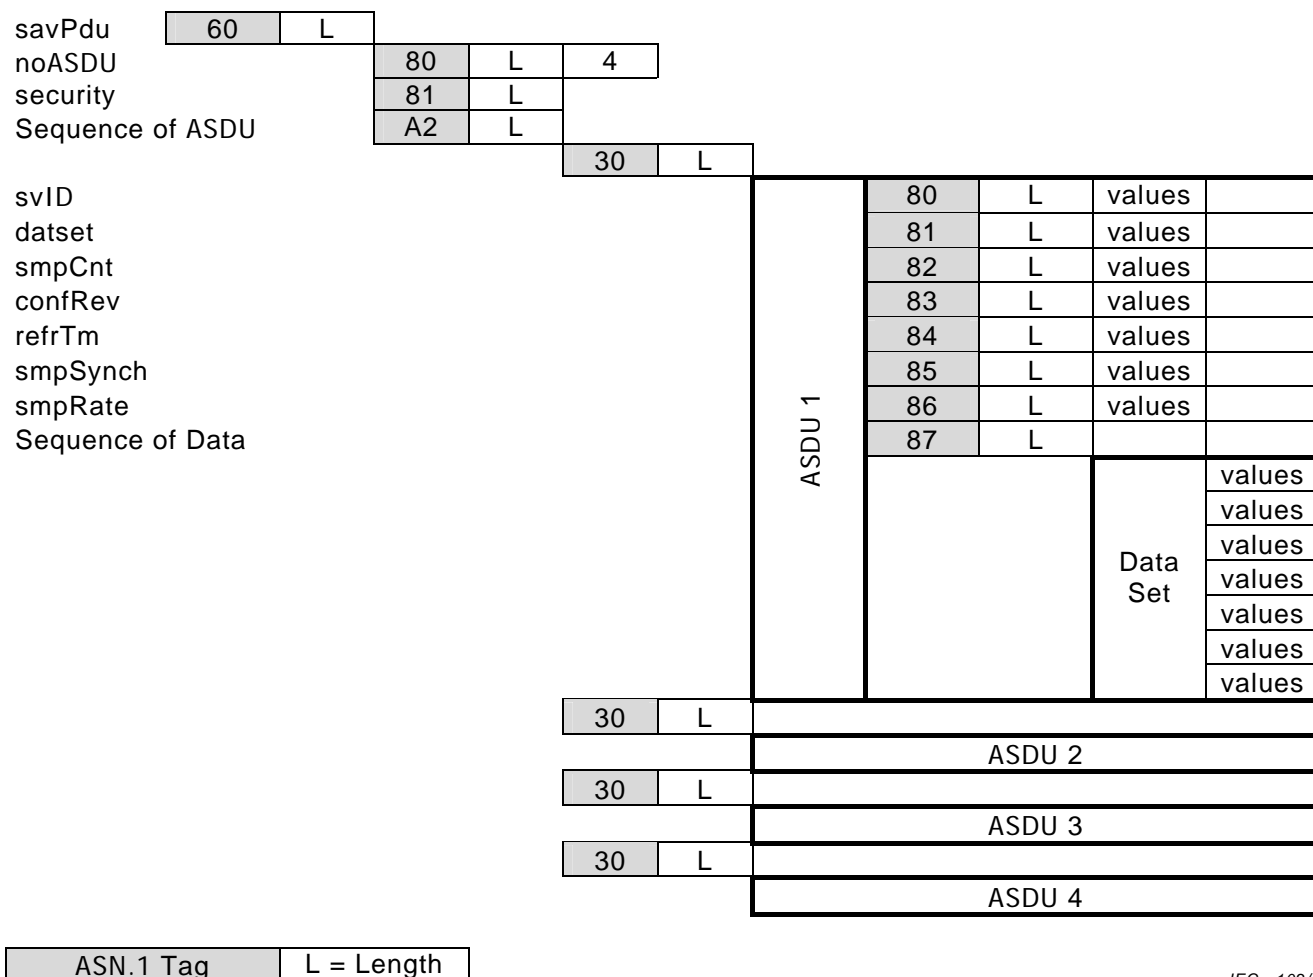 savPdu 60 L
noASDU 80 L 4
security 81 L
Sequence of ASDU A2 L
30 L
svID 80 L values
datset 81 L values
smpCnt 82 L values
confRev 83 L values
refrTm 84 L values
smpSynch 85 L values
smpRate 86 L values
Sequence of Data 87 L
ASDU 1
values
values
values
Data
Set
values
values
values
values
30 L
ASDU 2
30 L
ASDU 3
30 L
ASDU 4
ASN.1 Tag L = Length